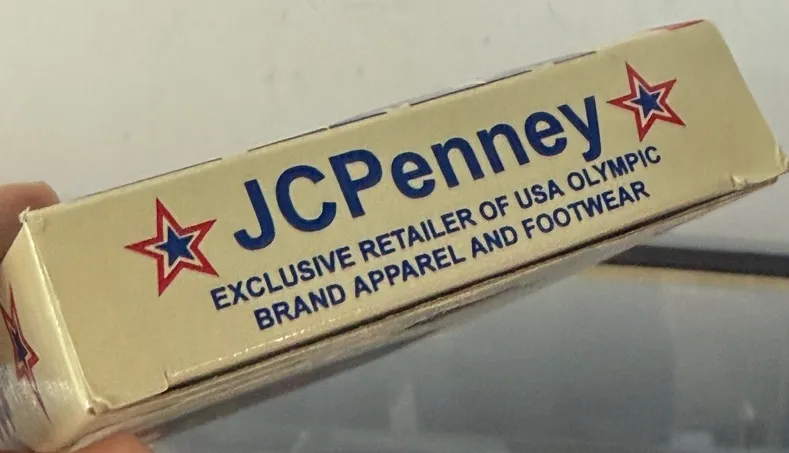 JCPenney
EXCLUSIVE RETAILER OF USA OLYMPIC
BRAND APPAREL AND FOOTWEAR